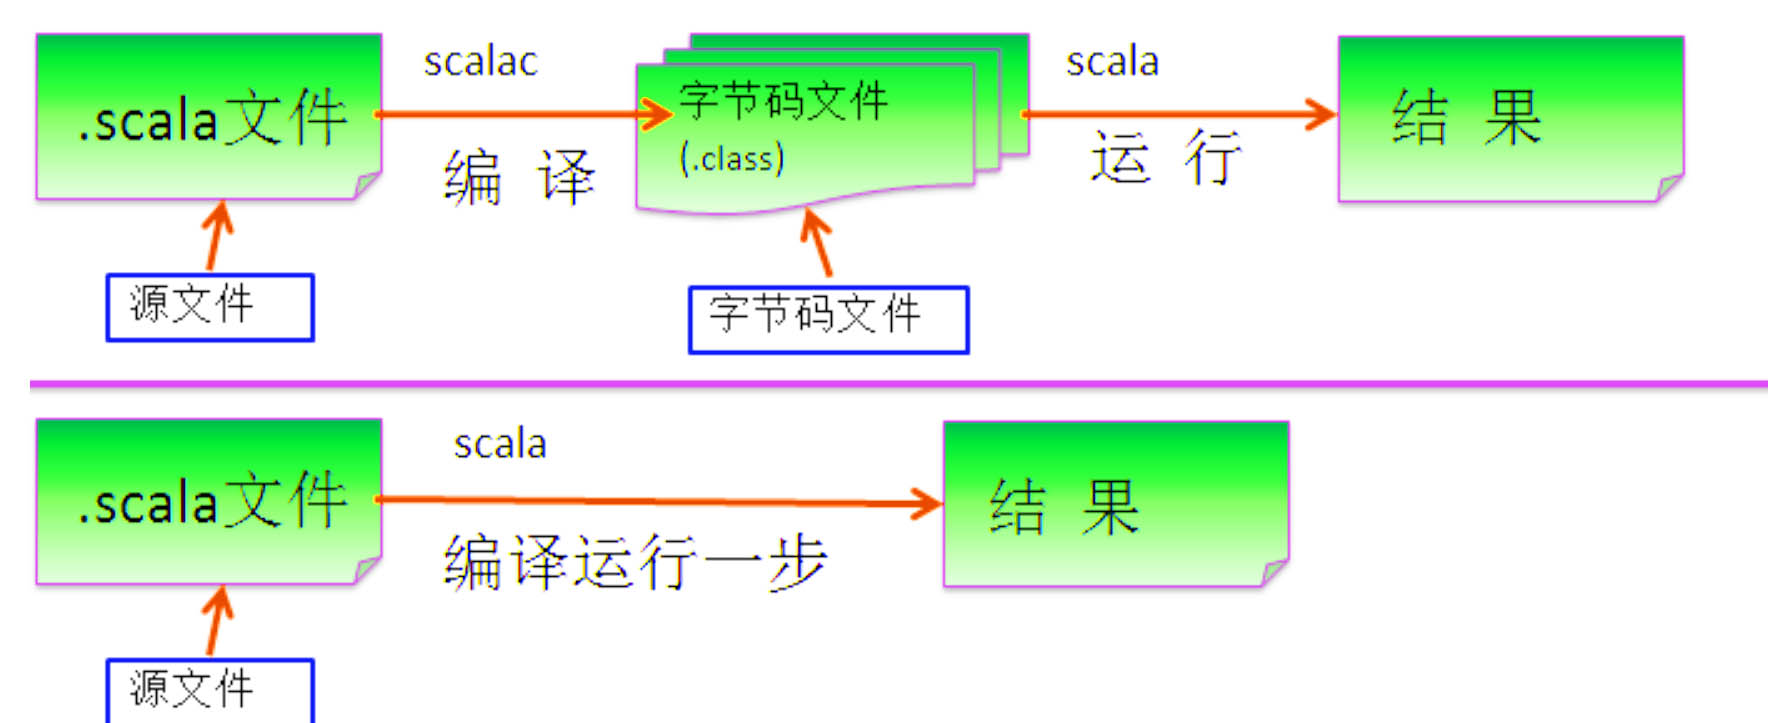 .scala文件
scalac
编 译
字节码文件
(.class)
scala
运 行
结 果
源文件
字节码文件
.scala文件
scala
编译运行一步
结 果
源文件